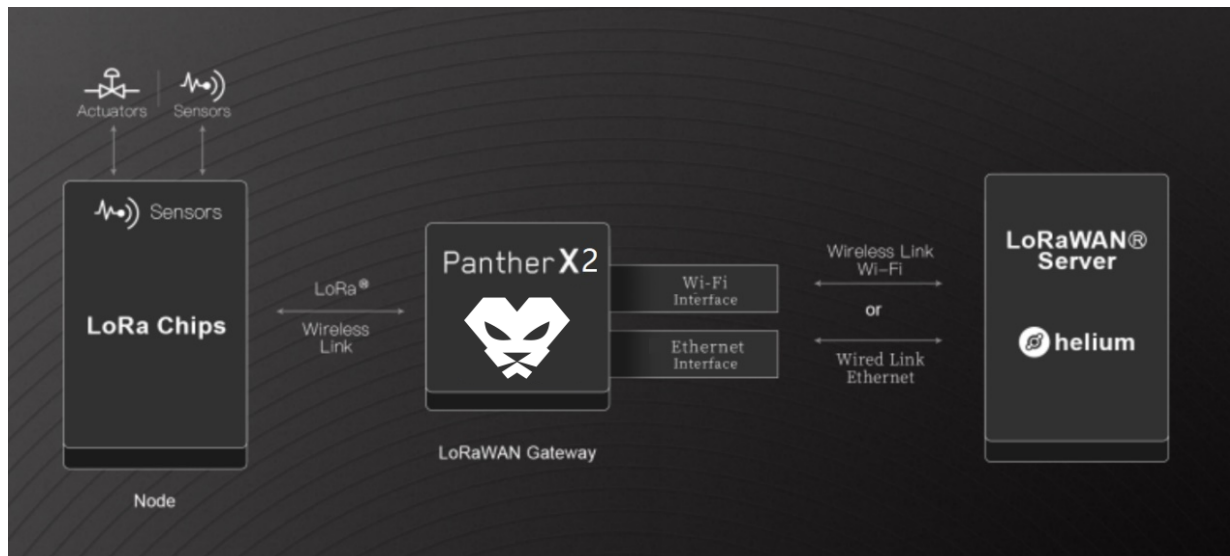 Actuators
Sensors
Sensors
LoRa Chips
Node
LoRa®
Wireless
Link
Panther X2
LoRaWAN Gateway
Wi-Fi
Interface
Ethernet
Interface
Wireless Link
Wi-Fi
or
Wired Link
Ethernet
LoRaWAN®
Server
helium